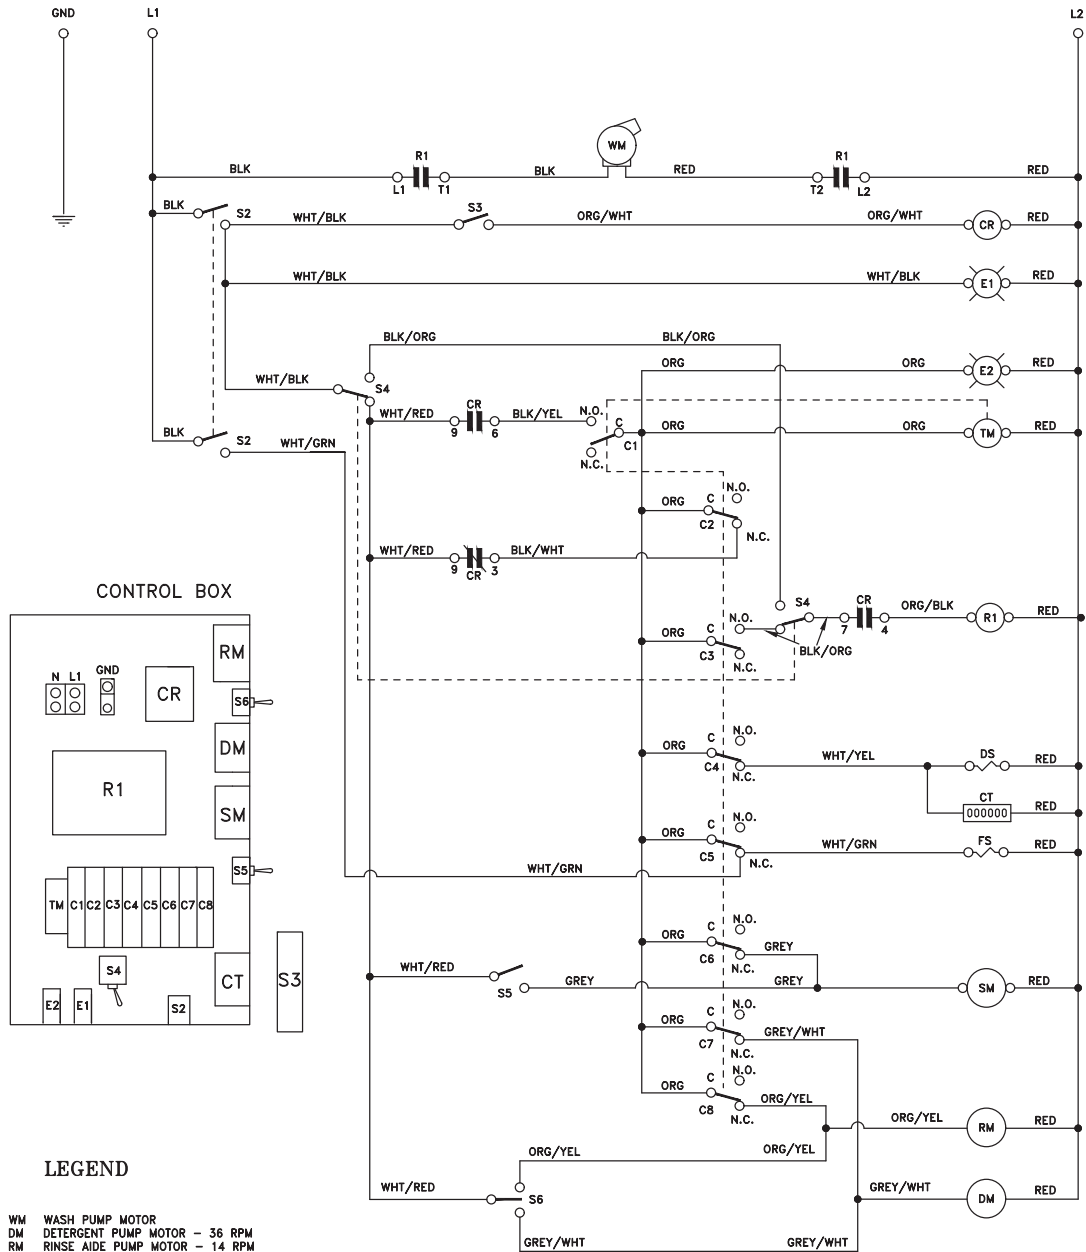 GND L1 L2
WM
R1 R1
BLK BLK RED RED
L1 T1 T2 L2
BLK S2 S3
WHT/BLK ORG/WHT ORG/WHT CR RED
WHT/BLK WHT/BLK E1 RED
BLK/ORG BLK/ORG
ORG ORG E2 RED
WHT/BLK S4
WHT/RED CR BLK/YEL N.O.
9 6
C ORG ORG TM RED
C1
N.C.
BLK S2
WHT/GRN
N.O.
ORG C
C2
N.C.
WHT/RED BLK/WHT
9 CR 3
S4 CR ORG/BLK R1 RED
7 4
N.O.
ORG C
C3
N.C.
BLK/ORG
N.O.
ORG C
C4
N.C.
WHT/YEL DS RED
CT
000000 RED
N.O.
ORG C
C5
N.C.
WHT/GRN FS RED
WHT/GRN
N.O.
ORG C
C6
N.C.
GREY
WHT/RED
S5 GREY GREY SM RED
N.O.
ORG C
C7
N.C.
GREY/WHT
N.O.
ORG C
C8
N.C.
ORG/YEL
ORG/YEL RM RED
ORG/YEL ORG/YEL
WHT/RED S6
GREY/WHT DM RED
GREY/WHT GREY/WHT
CONTROL BOX
RM
N L1 GND
CR
S6
DM
R1
SM
S5
TM C1 C2 C3 C4 C5 C6 C7 C8
S4
CT
S3
E2 E1 S2
LEGEND
WM WASH PUMP MOTOR
DM DETERGENT PUMP MOTOR - 36 RPM
RM RINSE AIDE PUMP MOTOR - 14 RPM